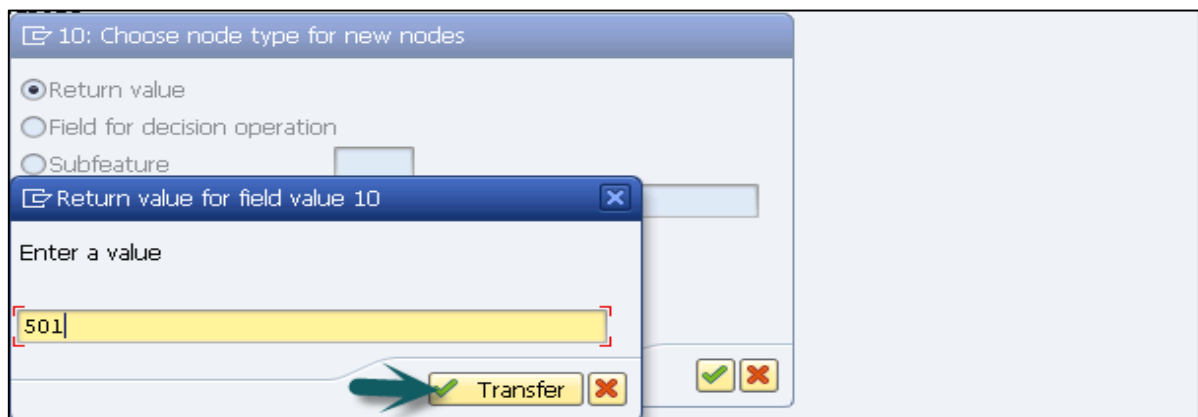 10: Choose node type for new nodes
Return value
Field for decision operation
Subfeature
Return value for field value 10
Enter a value
501
Transfer